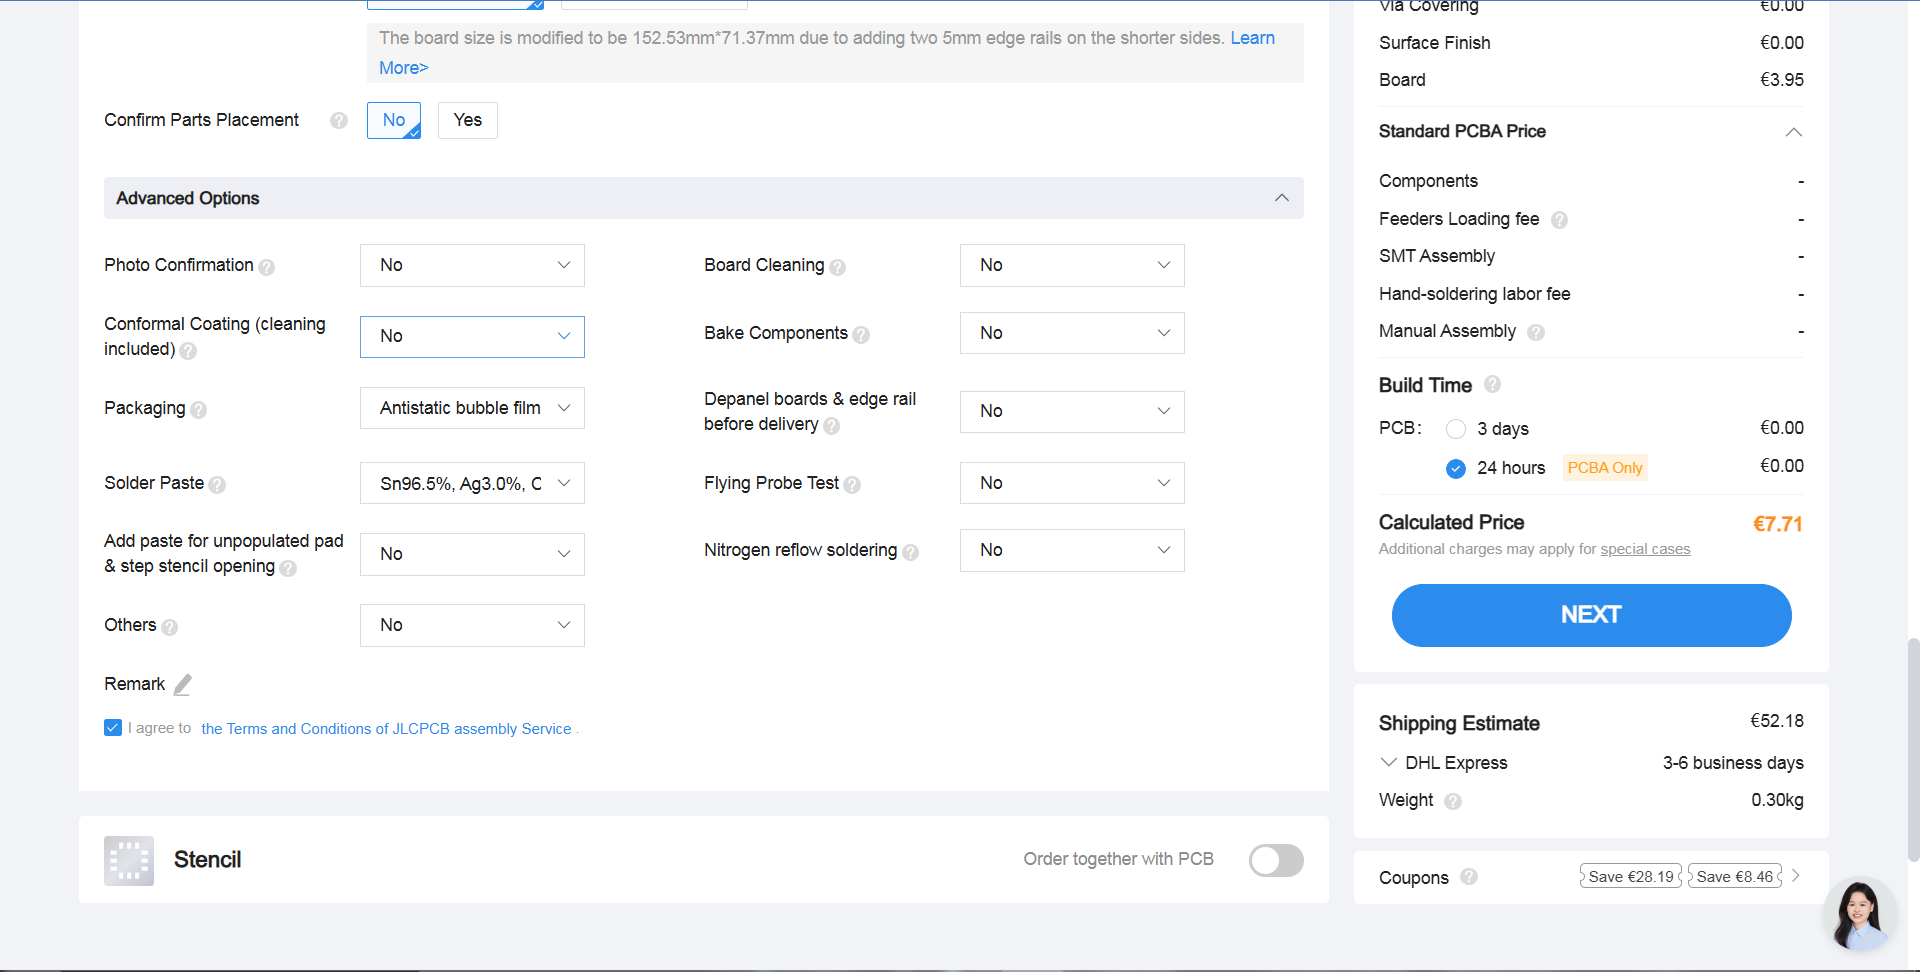 The board size is modified to be 152.53mm*71.37mm due to adding two 5mm edge rails on the shorter sides. Learn
More>
Confirm Parts Placement
No
Yes
Advanced Options
Photo Confirmation
No
Board Cleaning
No
Conformal Coating (cleaning
included)
No
Bake Components
No
Packaging
Antistatic bubble film
Depanel boards & edge rail
before delivery
No
Solder Paste
Sn96.5%, Ag3.0%, C
Flying Probe Test
No
Add paste for unpopulated pad
& step stencil opening
No
Nitrogen reflow soldering
No
Others
No
Remark
I agree to the Terms and Conditions of JLCPCB assembly Service .
Stencil
Order together with PCB
Via Covering €0.00
Surface Finish €0.00
Board €3.95
Standard PCBA Price
Components -
Feeders Loading fee -
SMT Assembly -
Hand-soldering labor fee -
Manual Assembly -
Build Time
PCB: 3 days €0.00
24 hours PCBA Only €0.00
Calculated Price €7.71
Additional charges may apply for special cases
NEXT
Shipping Estimate €52.18
DHL Express 3-6 business days
Weight 0.30kg
Coupons Save €28.19 Save €8.46